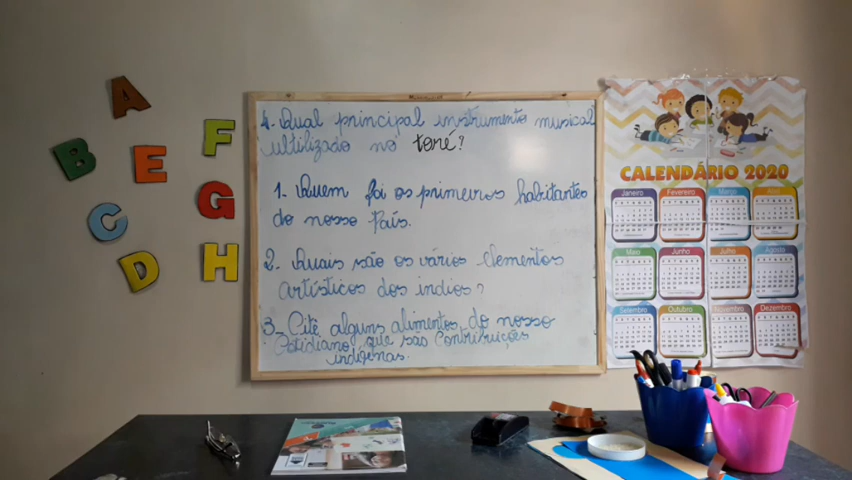 A
B
C
D
E
F
G
H
4. Qual principal instrumento musical
ultilizado no toré?
1. Quem foi os primeiros habitantes
do nosso País.
2- Quais são os vários elementos
artísticos dos indios?
3- Cite alguns alimentos do nosso
cotidiano, que são contribuições
indígenas.
CALENDÁRIO 2020
Janeiro Fevereiro Março Abril
Maio Junho Julho Agosto
Setembro Outubro Novembro Dezembro